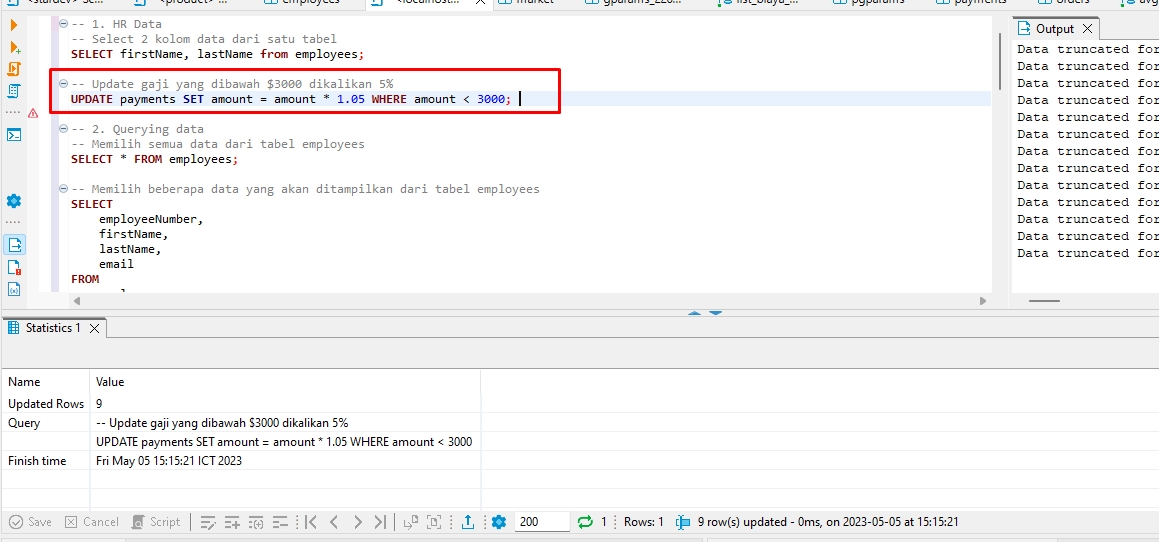 employees
-- 1. HR Data
-- Select 2 kolom data dari satu tabel
SELECT firstName, lastName from employees;
-- Update gaji yang dibawah $3000 dikalikan 5%
UPDATE payments SET amount = amount * 1.05 WHERE amount < 3000;
-- 2. Querying data
-- Memilih semua data dari tabel employees
SELECT * FROM employees;
-- Memilih beberapa data yang akan ditampilkan dari tabel employees
SELECT
employeeNumber,
firstName,
lastName,
email
FROM
Output
Data truncated for
Data truncated for
Data truncated for
Data truncated for
Data truncated for
Data truncated for
Data truncated for
Data truncated for
Data truncated for
Data truncated for
Data truncated for
Data truncated for
Data truncated for
Statistics 1
Name Value
Updated Rows 9
Query -- Update gaji yang dibawah $3000 dikalikan 5%
UPDATE payments SET amount = amount * 1.05 WHERE amount < 3000
Finish time Fri May 05 15:15:21 ICT 2023
Save Cancel Script 200 1 Rows: 1 9 row(s) updated - 0ms, on 2023-05-05 at 15:15:21